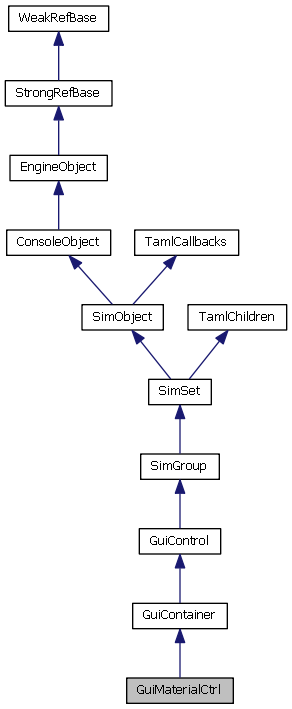 WeakRefBase
StrongRefBase
EngineObject
ConsoleObject
TamlCallbacks
SimObject
TamlChildren
SimSet
SimGroup
GuiControl
GuiContainer
GuiMaterialCtrl